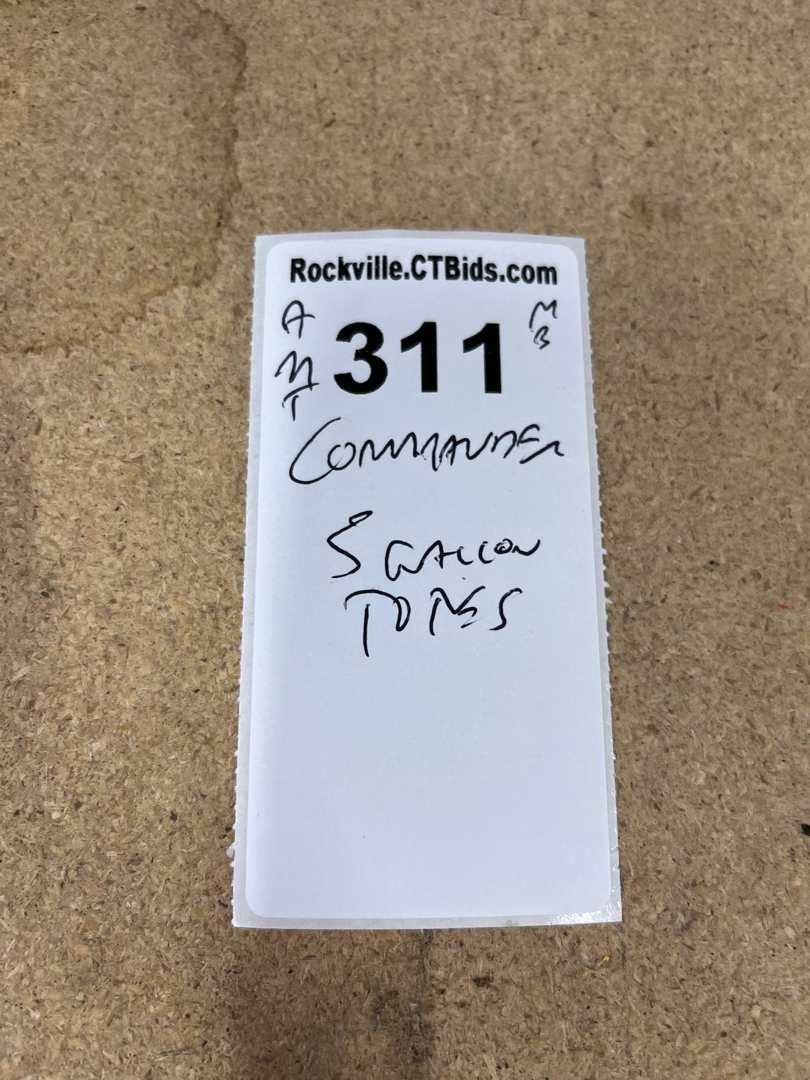 Rockville.CTBids.com
311
A
M
T
M
B
COMMANDER
5 GALLON
TOTES